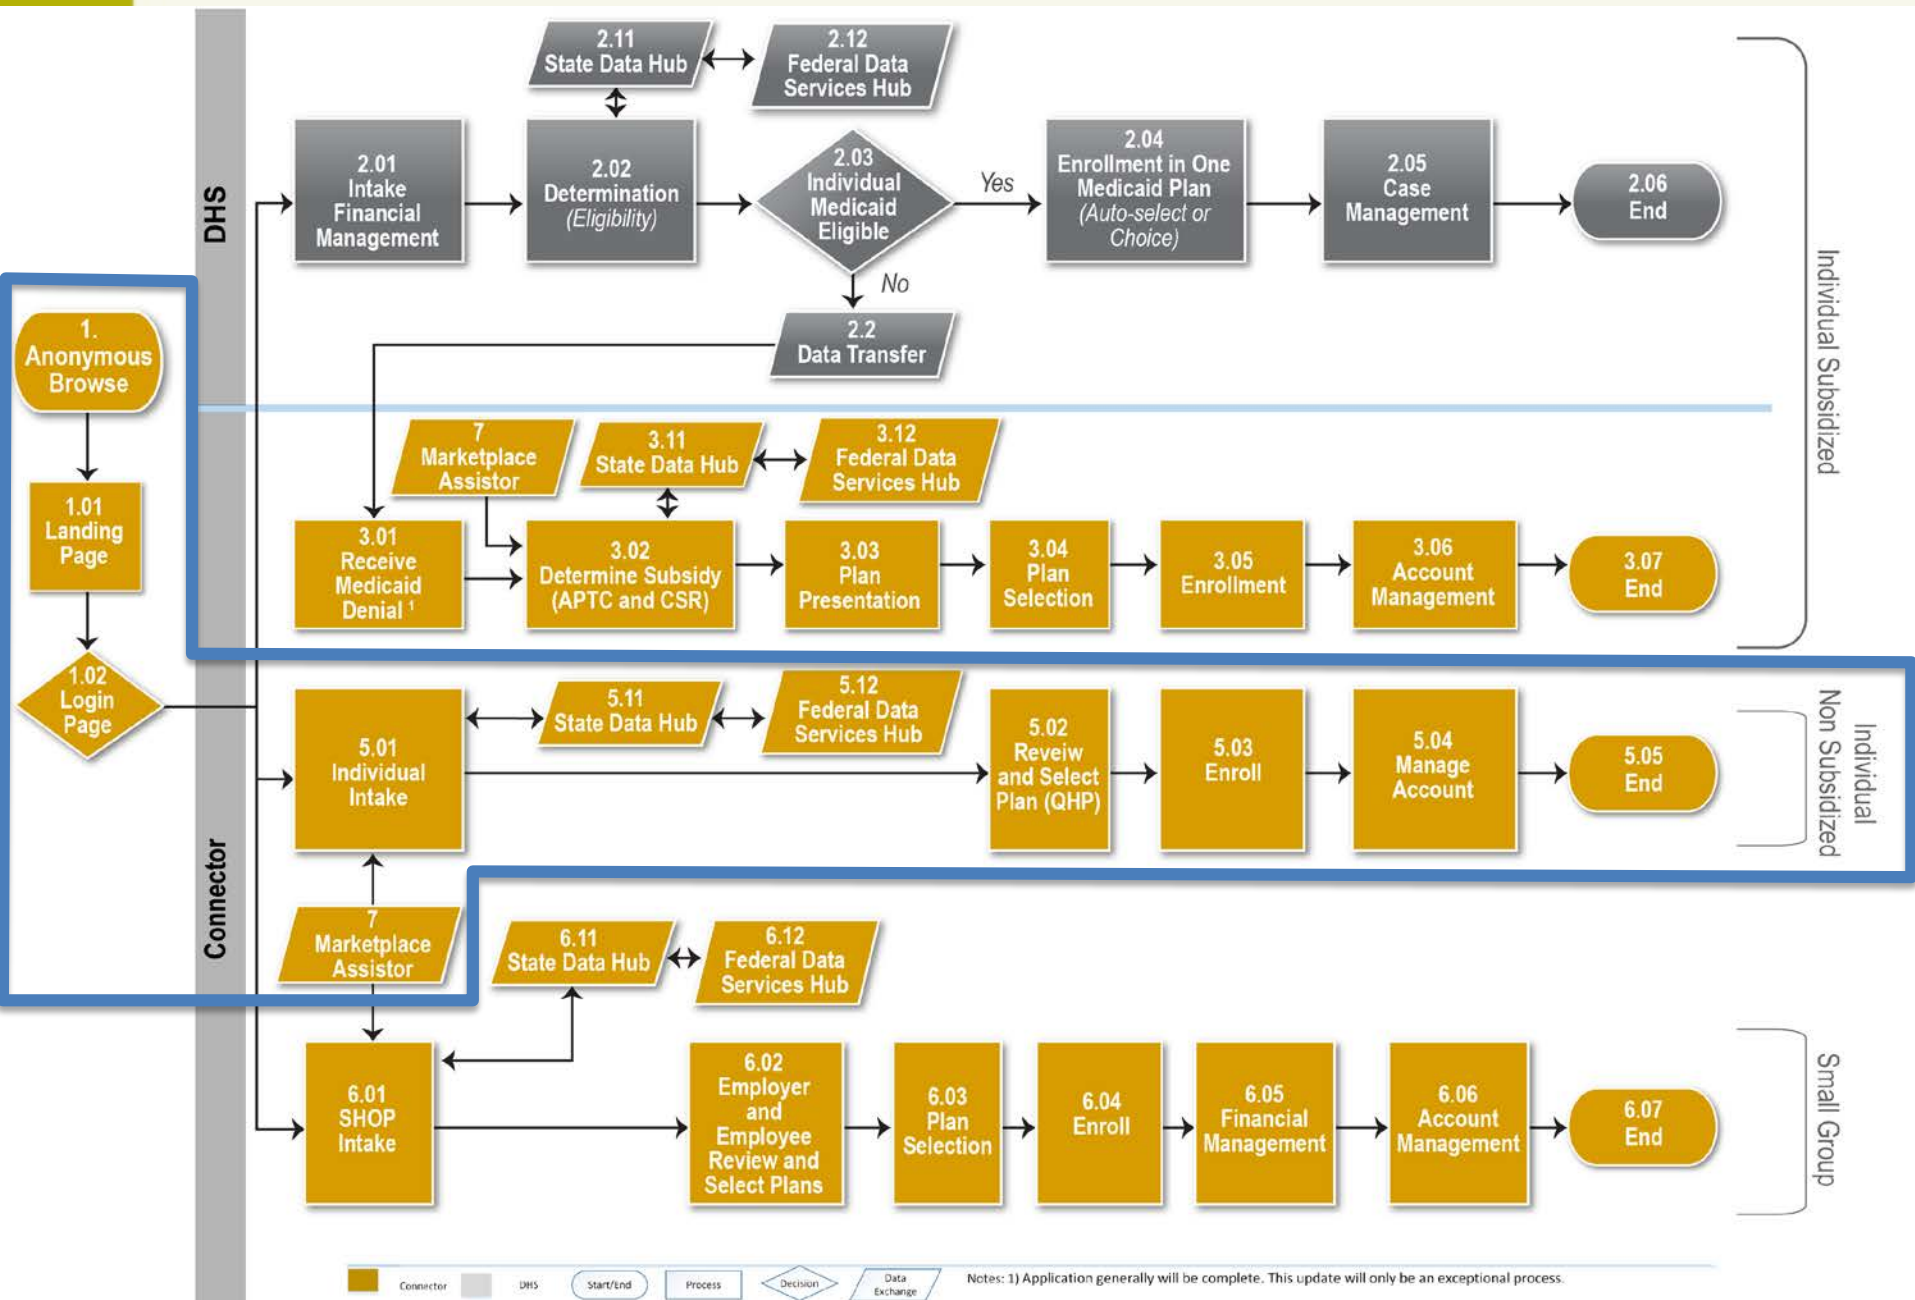 2.11
State Data Hub
2.12
Federal Data
Services Hub
DHS
2.01
Intake
Financial
Management
2.02
Determination
(Eligibility)
2.03
Individual
Medicaid
Eligible
Yes
No
2.04
Enrollment in One
Medicaid Plan
(Auto-select or
Choice)
2.05
Case
Management
2.06
End
2.2
Data Transfer
Individual Subsidized
1.
Anonymous
Browse
1.01
Landing
Page
1.02
Login
Page
7
Marketplace
Assistor
3.11
State Data Hub
3.12
Federal Data
Services Hub
3.01
Receive
Medicaid
Denial 1
3.02
Determine Subsidy
(APTC and CSR)
3.03
Plan
Presentation
3.04
Plan
Selection
3.05
Enrollment
3.06
Account
Management
3.07
End
Connector
5.01
Individual
Intake
5.11
State Data Hub
5.12
Federal Data
Services Hub
5.02
Reveiw
and Select
Plan (QHP)
5.03
Enroll
5.04
Manage
Account
5.05
End
Individual
Non Subsidized
7
Marketplace
Assistor
6.11
State Data Hub
6.12
Federal Data
Services Hub
6.01
SHOP
Intake
6.02
Employer
and
Employee
Review and
Select Plans
6.03
Plan
Selection
6.04
Enroll
6.05
Financial
Management
6.06
Account
Management
6.07
End
Small Group
Connector
DHS
Start/End
Process
Decision
Data
Exchange
Notes: 1) Application generally will be complete. This update will only be an exceptional process.